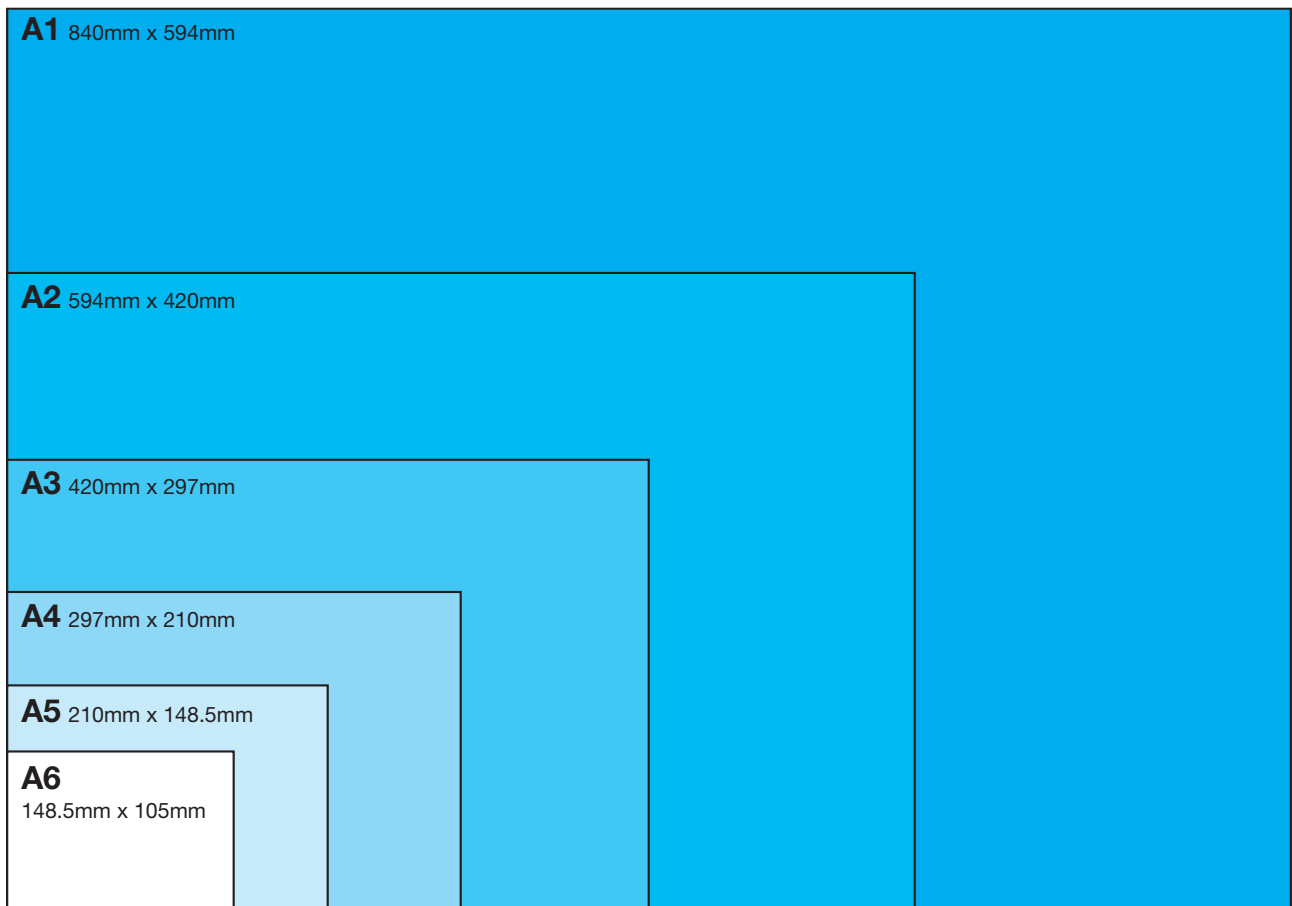 A1 840mm x 594mm
A2 594mm x 420mm
A3 420mm x 297mm
A4 297mm x 210mm
A5 210mm x 148.5mm
A6
148.5mm x 105mm